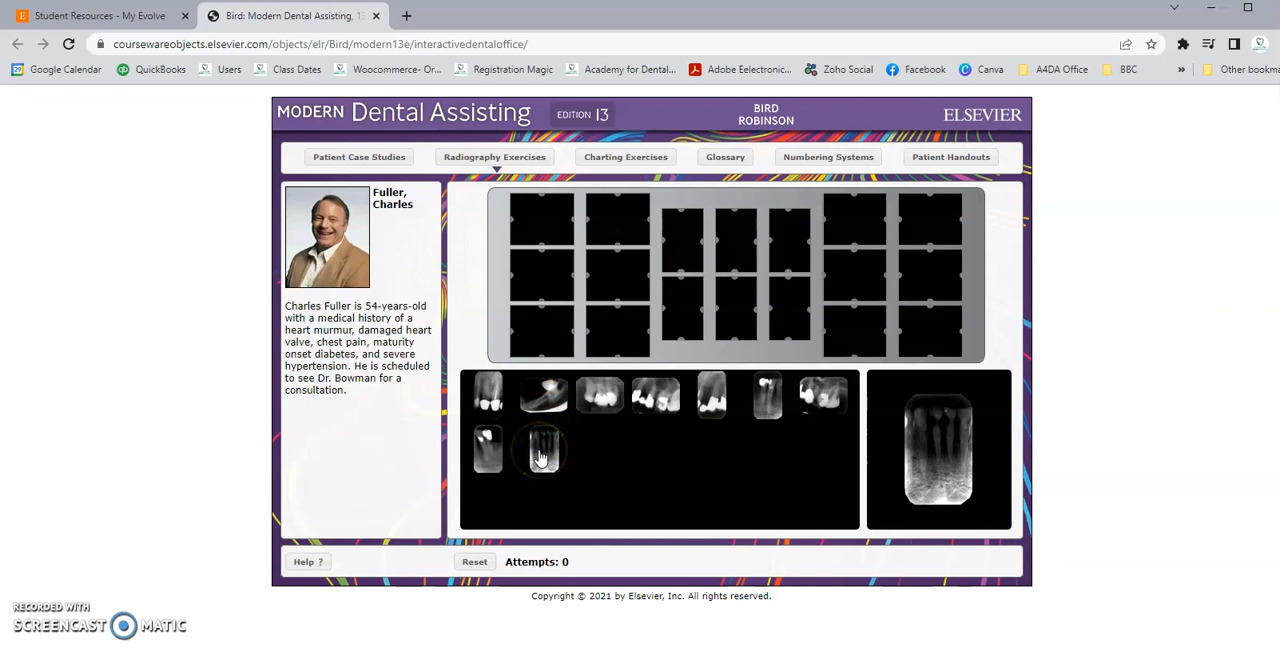 Student Resources - My Evolve
Bird: Modern Dental Assisting, 1
coursewareobjects.elsevier.com/objects/elr/Bird/modern13e/interactivedentaloffice/
Google Calendar
QuickBooks
Users
Class Dates
Woocommerce- Or...
Registration Magic
Academy for Dental...
Adobe Eelectronic...
Zoho Social
Facebook
Canva
A4DA Office
BBC
»
Other bookma
MODERN Dental Assisting
EDITION 13
BIRD
ROBINSON
ELSEVIER
Patient Case Studies
Radiography Exercises
Charting Exercises
Glossary
Numbering Systems
Patient Handouts
Fuller,
Charles
Charles Fuller is 54-years-old
with a medical history of a
heart murmur, damaged heart
valve, chest pain, maturity
onset diabetes, and severe
hypertension. He is scheduled
to see Dr. Bowman for a
consultation.
Help ?
Reset
Attempts: 0
Copyright © 2021 by Elsevier, Inc. All rights reserved.
RECORDED WITH
SCREENCAST MATIC